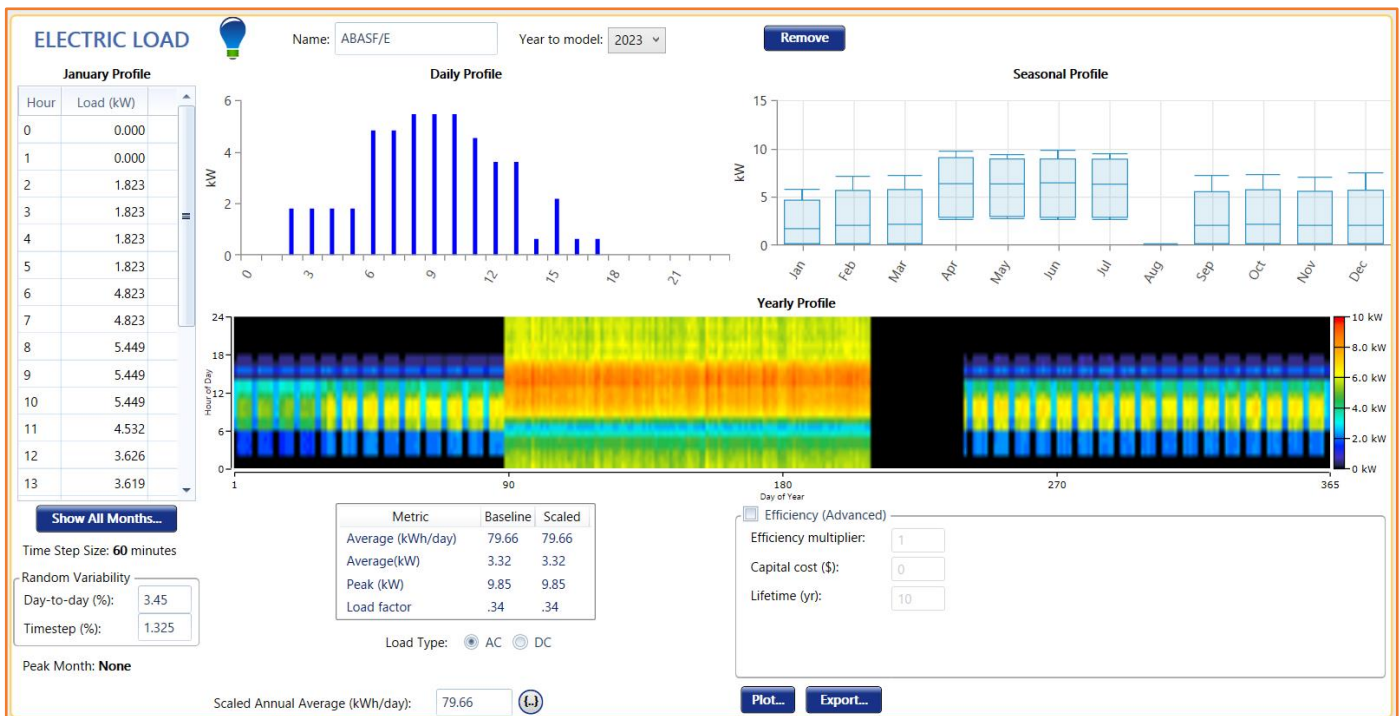 ELECTRIC LOAD
Name: ABASF/E
Year to model: 2023
Remove
January Profile
Hour Load (kW)
0 0.000
1 0.000
2 1.823
3 1.823
4 1.823
5 1.823
6 4.823
7 4.823
8 5.449
9 5.449
10 5.449
11 4.532
12 3.626
13 3.619
Show All Months...
Time Step Size: 60 minutes
Random Variability
Day-to-day (%): 3.45
Timestep (%): 1.325
Peak Month: None
Daily Profile
kW
6
4
2
0
0 3 6 9 12 15 18 21
Seasonal Profile
kW
15
10
5
0
Jan Feb Mar Apr May Jun Jul Aug Sep Oct Nov Dec
Yearly Profile
Hour of Day
24
18
12
6
0
1 90 180 270 365
Day of Year
10 kW
8.0 kW
6.0 kW
4.0 kW
2.0 kW
0 kW
Metric Baseline Scaled
Average (kWh/day) 79.66 79.66
Average(kW) 3.32 3.32
Peak (kW) 9.85 9.85
Load factor .34 .34
Load Type: AC DC
Scaled Annual Average (kWh/day): 79.66 {..}
Efficiency (Advanced)
Efficiency multiplier: 1
Capital cost ($): 0
Lifetime (yr): 10
Plot... Export...